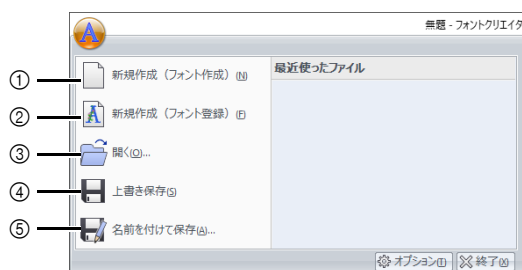 無題 - フォントクリエイタ
① 新規作成（フォント作成）(N)
② 新規作成（フォント登録）(F)
③ 開く(O)...
④ 上書き保存(S)
⑤ 名前を付けて保存(A)...
最近使ったファイル
オプション(T) 終了(X)